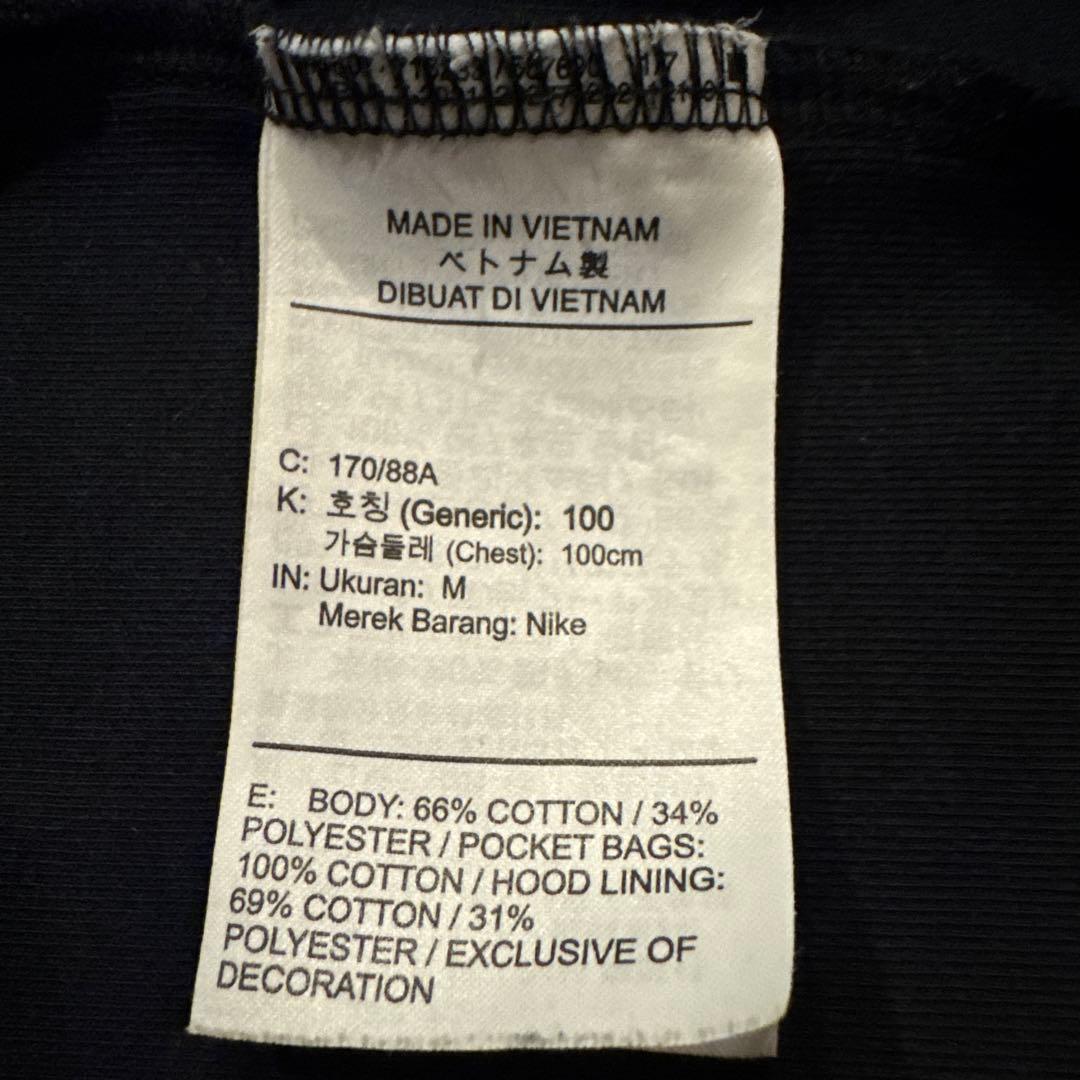 MADE IN VIETNAM
ベトナム製
DIBUAT DI VIETNAM
C: 170/88A
K: 호칭 (Generic): 100
가슴둘레 (Chest): 100cm
IN: Ukuran: M
Merek Barang: Nike
E: BODY: 66% COTTON / 34%
POLYESTER / POCKET BAGS:
100% COTTON / HOOD LINING:
69% COTTON / 31%
POLYESTER / EXCLUSIVE OF
DECORATION